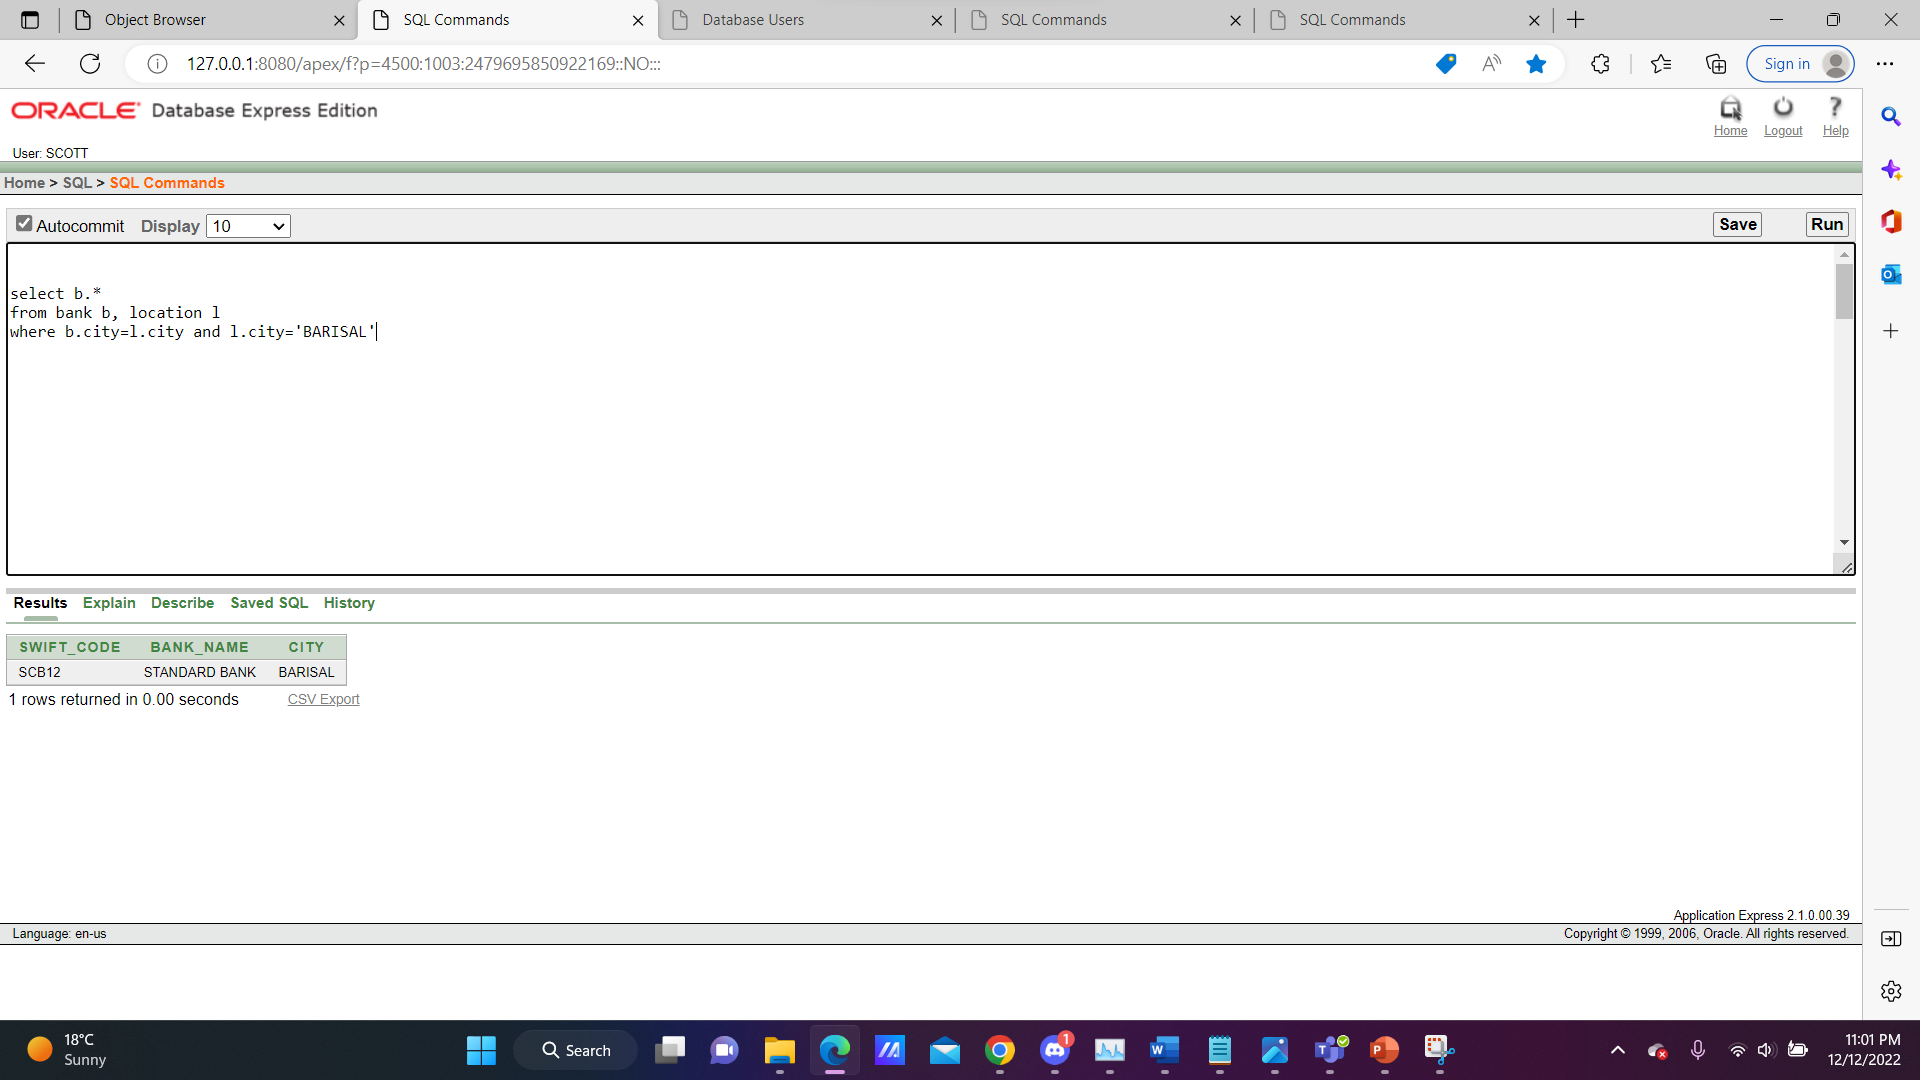 Object Browser
SQL Commands
Database Users
SQL Commands
SQL Commands
127.0.0.1:8080/apex/f?p=4500:1003:2479695850922169::NO:::
Sign in
ORACLE Database Express Edition
Home
Logout
Help
User: SCOTT
Home > SQL > SQL Commands
Autocommit Display 10
Save
Run
select b.*
from bank b, location l
where b.city=l.city and l.city='BARISAL'
Results Explain Describe Saved SQL History
SWIFT_CODE BANK_NAME CITY
SCB12 STANDARD BANK BARISAL
1 rows returned in 0.00 seconds CSV Export
Application Express 2.1.0.00.39
Language: en-us
Copyright © 1999, 2006, Oracle. All rights reserved.
18°C
Sunny
Search
1
11:01 PM
12/12/2022